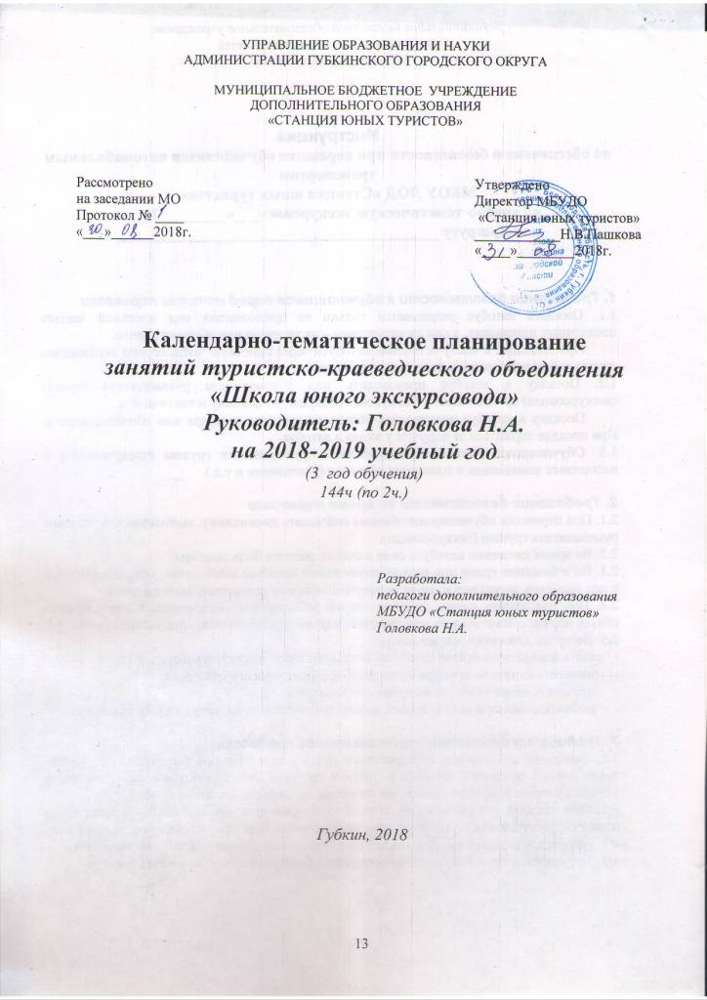 УПРАВЛЕНИЕ ОБРАЗОВАНИЯ И НАУКИ
АДМИНИСТРАЦИИ ГУБКИНСКОГО ГОРОДСКОГО ОКРУГА
МУНИЦИПАЛЬНОЕ БЮДЖЕТНОЕ УЧРЕЖДЕНИЕ
ДОПОЛНИТЕЛЬНОГО ОБРАЗОВАНИЯ
«СТАНЦИЯ ЮНЫХ ТУРИСТОВ»
Рассмотрено
на заседании МО
Протокол № 1
«30» 08 2018г.
Утверждено
Директор МБУДО
«Станция юных туристов»
Н.В.Пашкова
«31» 08 2018г.
Календарно-тематическое планирование
занятий туристско-краеведческого объединения
«Школа юного экскурсовода»
Руководитель: Головкова Н.А.
на 2018-2019 учебный год
(3 год обучения)
144ч (по 2ч.)
Разработала:
педагоги дополнительного образования
МБУДО «Станция юных туристов»
Головкова Н.А.
Губкин, 2018
13